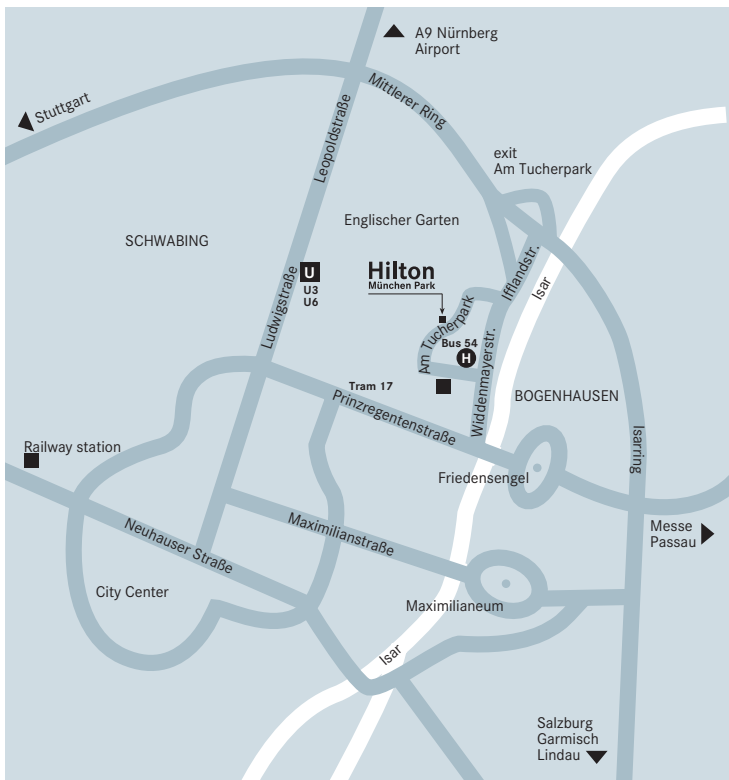 A9 Nürnberg
Airport
Mittlerer Ring
Stuttgart
Leopoldstraße
exit
Am Tucherpark
Englischer Garten
SCHWABING
Hilton
München Park
U
U3
U6
Ifflandstr.
Isar
Ludwigstraße
Am Tucherpark
Bus 54
H
Widdenmayerstr.
Tram 17
Prinzregentenstraße
BOGENHAUSEN
Isarring
Railway station
Friedensengel
Neuhauser Straße
Maximilianstraße
Messe
Passau
City Center
Maximilianeum
Isar
Salzburg
Garmisch
Lindau